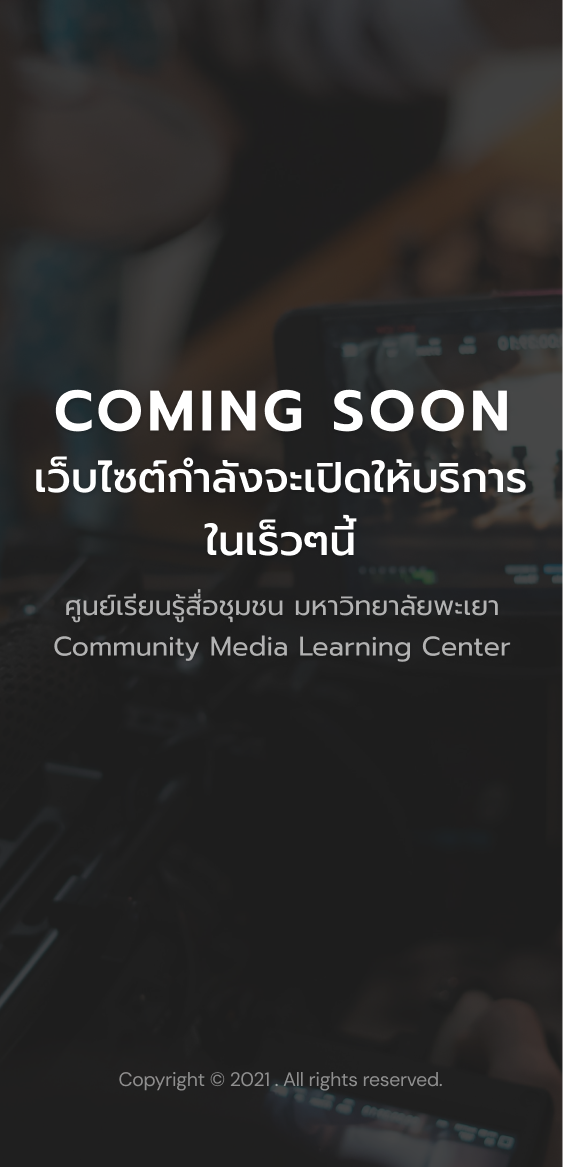 COMING SOON
เว็บไซต์กำลังจะเปิดให้บริการ
ในเร็วๆนี้
ศูนย์เรียนรู้สื่อชุมชน มหาวิทยาลัยพะเยา
Community Media Learning Center
Copyright © 2021 . All rights reserved.